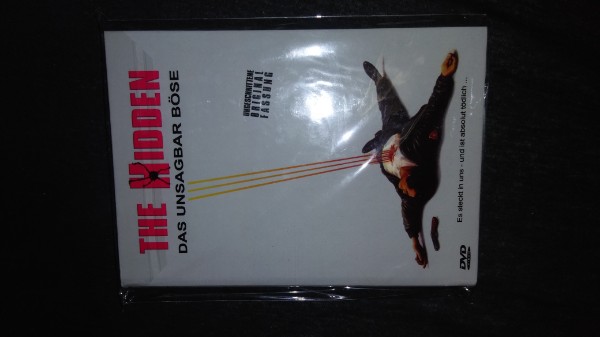 THE HIDDEN
DAS UNSAGBAR BÖSE
UNGESCHNITTENE
ORIGINAL
FASSUNG
Es steckt in uns - und ist absolut tödlich ...
DVD